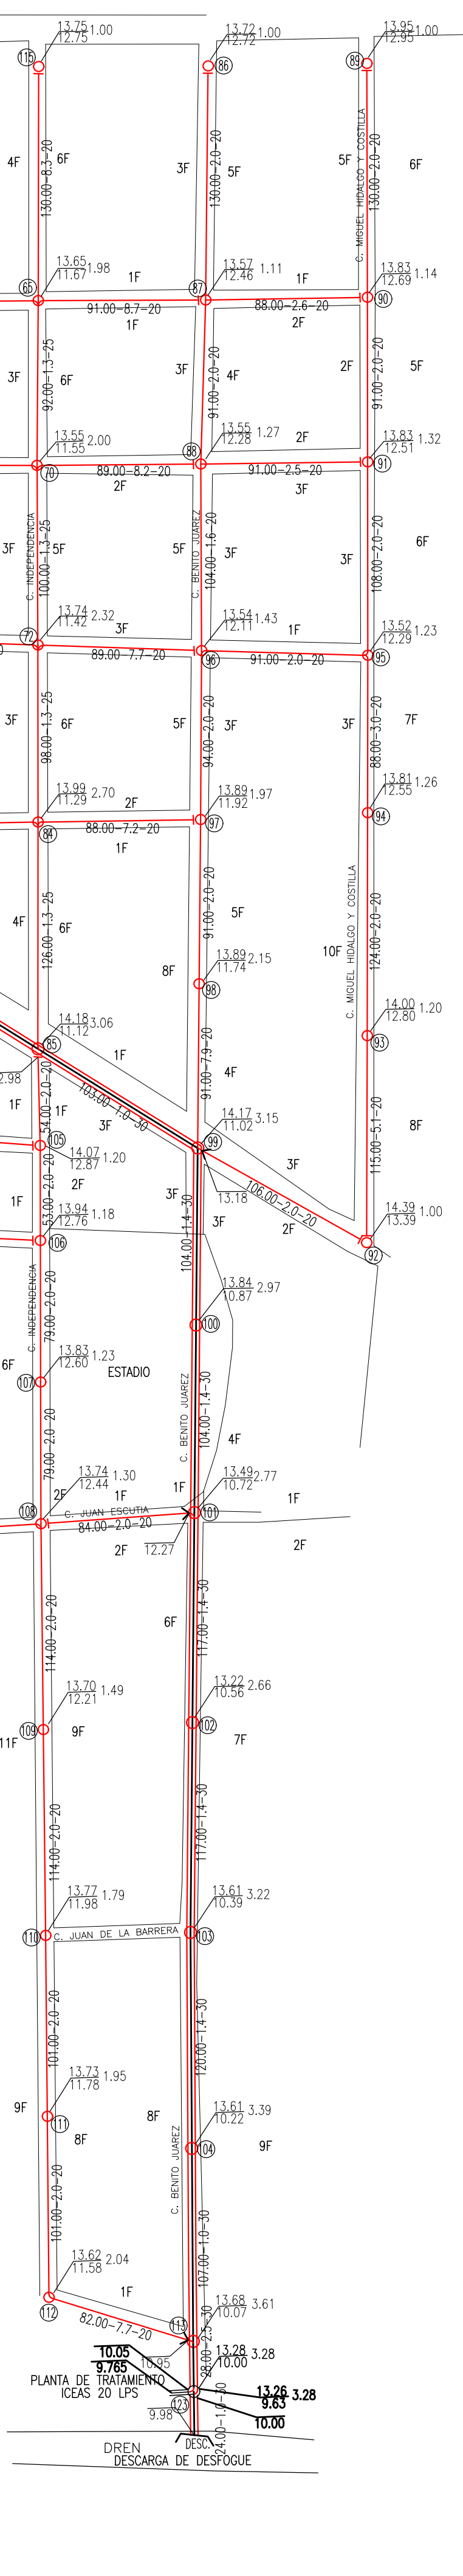 13.75
12.75
1.00
115
13.72
12.72
1.00
86
13.95
12.95
1.00
89
4F
6F
130.00-8.3-20
3F
5F
130.00-2.0-20
5F
C. MIGUEL HIDALGO Y COSTILLA
130.00-2.0-20
6F
13.65
11.67
1.98
65
1F
13.57
12.46
1.11
87
1F
13.83
12.69
1.14
90
91.00-8.7-20
88.00-2.6-20
1F
2F
3F
92.00-1.3-25
6F
3F
91.00-2.0-20
4F
2F
91.00-2.0-20
5F
13.55
11.55
2.00
70
13.55
12.28
1.27
88
2F
13.83
12.51
1.32
91
89.00-8.2-20
91.00-2.5-20
2F
3F
C. INDEPENDENCIA
3F
100.00-1.3-25
5F
5F
C. BENITO JUAREZ
104.00-1.6-20
3F
3F
108.00-2.0-20
6F
13.74
11.42
2.32
72
3F
13.54
12.11
1.43
96
1F
13.52
12.29
1.23
95
89.00-7.7-20
91.00-2.0-20
3F
98.00-1.3-25
6F
5F
94.00-2.0-20
3F
3F
88.00-3.0-20
7F
13.99
11.29
2.70
84
2F
13.89
11.92
1.97
97
13.81
12.55
1.26
94
88.00-7.2-20
1F
4F
126.00-1.3-25
6F
8F
91.00-2.0-20
5F
10F
C. MIGUEL HIDALGO Y COSTILLA
124.00-2.0-20
13.89
11.74
2.15
98
14.00
12.80
1.20
93
14.18
11.12
3.06
85
2.98
1F
91.00-7.9-20
4F
115.00-5.1-20
8F
54.00-2.0-20
103.00-1.0-30
1F
1F
3F
14.17
11.02
3.15
99
3F
105
14.07
12.87
1.20
13.18
106.00-2.0-20
2F
1F
53.00-2.0-20
2F
3F
104.00-1.4-30
3F
14.39
13.39
1.00
92
13.94
12.76
1.18
106
C. INDEPENDENCIA
79.00-2.0-20
13.84
10.87
2.97
100
6F
13.83
12.60
1.23
107
ESTADIO
C. BENITO JUAREZ
104.00-1.4-30
4F
79.00-2.0-20
2F
13.74
12.44
1.30
108
1F
1F
C. JUAN ESCUTIA
84.00-2.0-20
13.49
10.72
2.77
101
1F
2F
12.27
2F
114.00-2.0-20
6F
117.00-1.4-30
13.70
12.21
1.49
109
11F
9F
13.22
10.56
2.66
102
7F
114.00-2.0-20
117.00-1.4-30
13.77
11.98
1.79
110
C. JUAN DE LA BARRERA
13.61
10.39
3.22
103
101.00-2.0-20
120.00-1.4-30
13.73
11.78
1.95
111
9F
8F
8F
C. BENITO JUAREZ
13.61
10.22
3.39
104
9F
101.00-2.0-20
107.00-1.0-30
13.62
11.58
2.04
112
1F
82.00-7.7-20
113
13.68
10.07
3.61
10.95
28.00-2.5-30
10.05
9.765
PLANTA DE TRATAMIENTO
ICEAS 20 LPS
13.28
10.00
3.28
13.26
9.63
3.28
10.00
123
9.98
24.00-1.0-30
DESC.
DREN
DESCARGA DE DESFOGUE